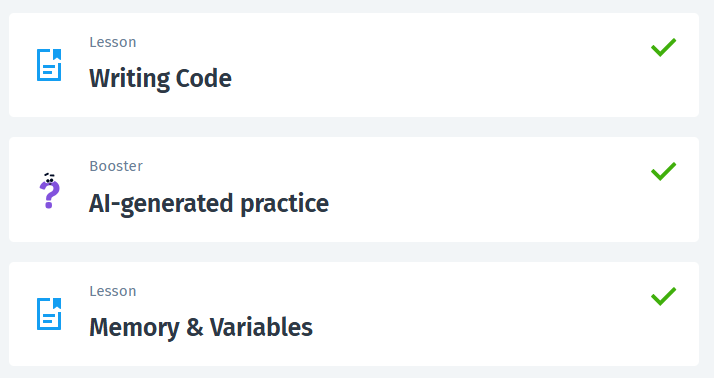 Lesson
Writing Code
Booster
AI-generated practice
Lesson
Memory & Variables